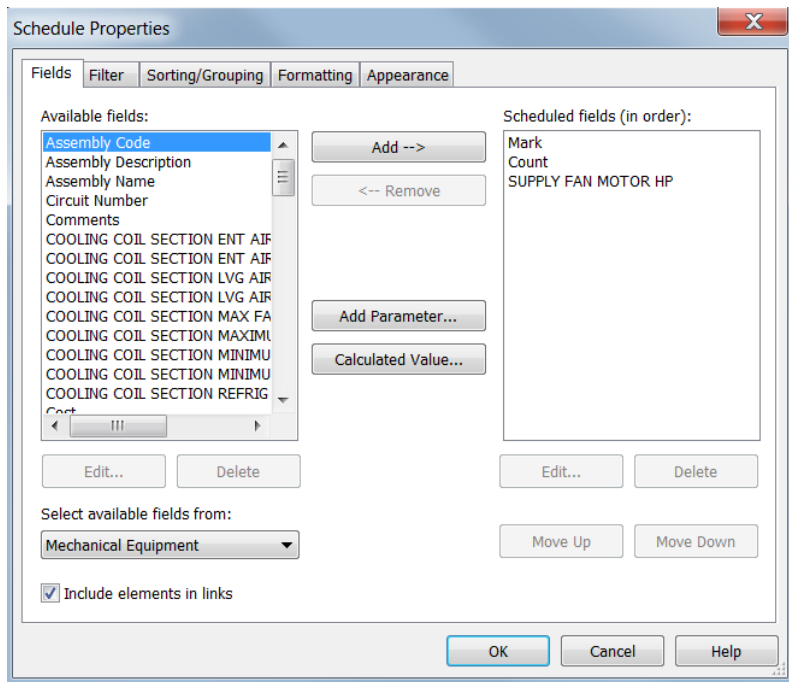 Schedule Properties
Fields
Filter
Sorting/Grouping
Formatting
Appearance
Available fields:
Assembly Code
Assembly Description
Assembly Name
Circuit Number
Comments
COOLING COIL SECTION ENT AIR
COOLING COIL SECTION ENT AIR
COOLING COIL SECTION LVG AIR
COOLING COIL SECTION LVG AIR
COOLING COIL SECTION MAX FA
COOLING COIL SECTION MAXIMU
COOLING COIL SECTION MINIMU
COOLING COIL SECTION MINIMU
COOLING COIL SECTION REFRIG
Cost
Edit...
Delete
Select available fields from:
Mechanical Equipment
Include elements in links
Add -->
<-- Remove
Add Parameter...
Calculated Value...
Scheduled fields (in order):
Mark
Count
SUPPLY FAN MOTOR HP
Edit...
Delete
Move Up
Move Down
OK
Cancel
Help